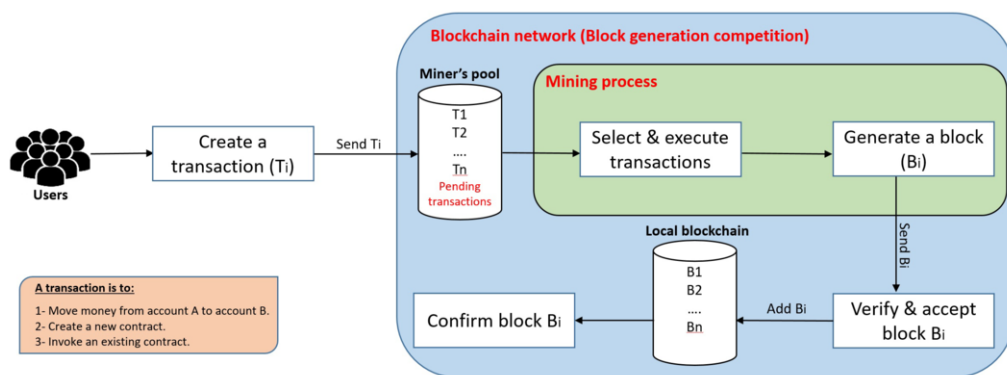 Blockchain network (Block generation competition)
Miner's pool
Mining process
T1
T2
....
Tn
Pending
transactions
Users
Create a
transaction (Ti)
Send Ti
Select & execute
transactions
Generate a block
(Bi)
Send Bi
Local blockchain
B1
B2
....
Bn
A transaction is to:
1- Move money from account A to account B.
2- Create a new contract.
3- Invoke an existing contract.
Confirm block Bi
Add Bi
Verify & accept
block Bi